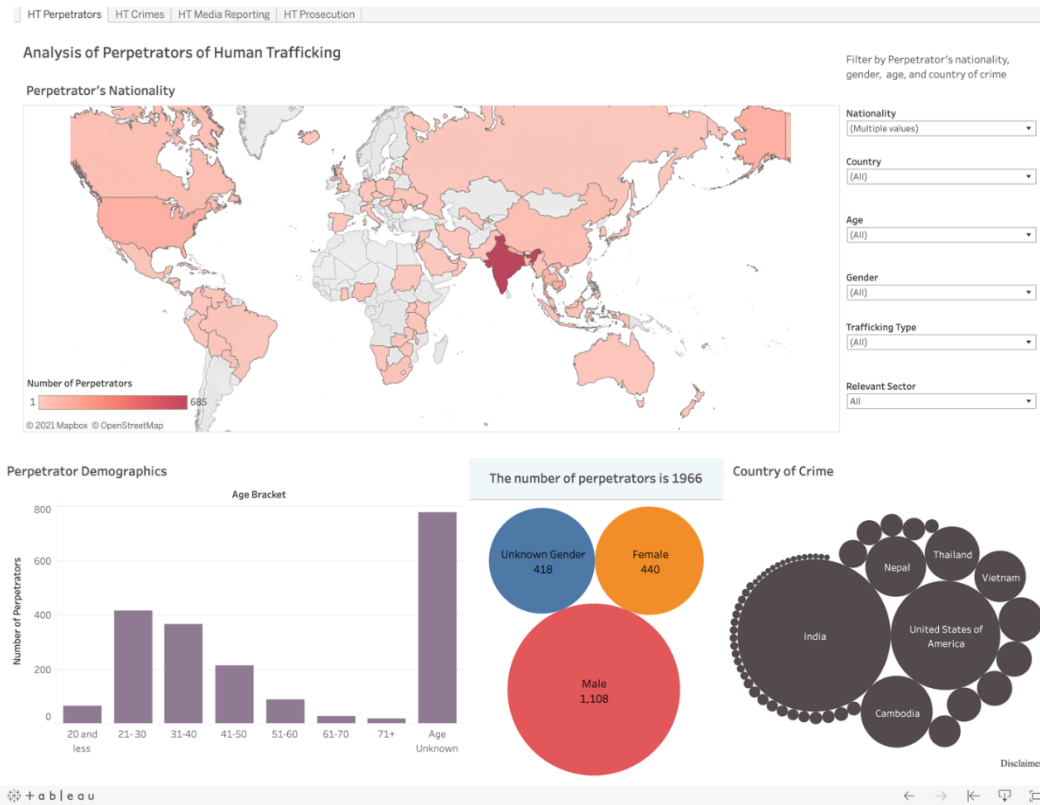 HT Perpetrators HT Crimes HT Media Reporting HT Prosecution
Analysis of Perpetrators of Human Trafficking
Filter by Perpetrator's nationality,
gender, age, and country of crime
Perpetrator's Nationality
Nationality
(Multiple values)
Country
(All)
Age
(All)
Gender
(All)
Trafficking Type
(All)
Relevant Sector
All
Number of Perpetrators
1 685
© 2021 Mapbox © OpenStreetMap
Perpetrator Demographics
Age Bracket
Number of Perpetrators
800
600
400
200
0
20 and
less
21- 30
31-40
41-50
51-60
61-70
71+
Age
Unknown
The number of perpetrators is 1966
Unknown Gender
418
Female
440
Male
1,108
Country of Crime
Thailand
Nepal
Vietnam
India
United States of
America
Cambodia
Disclaimer
+ a b l e a u